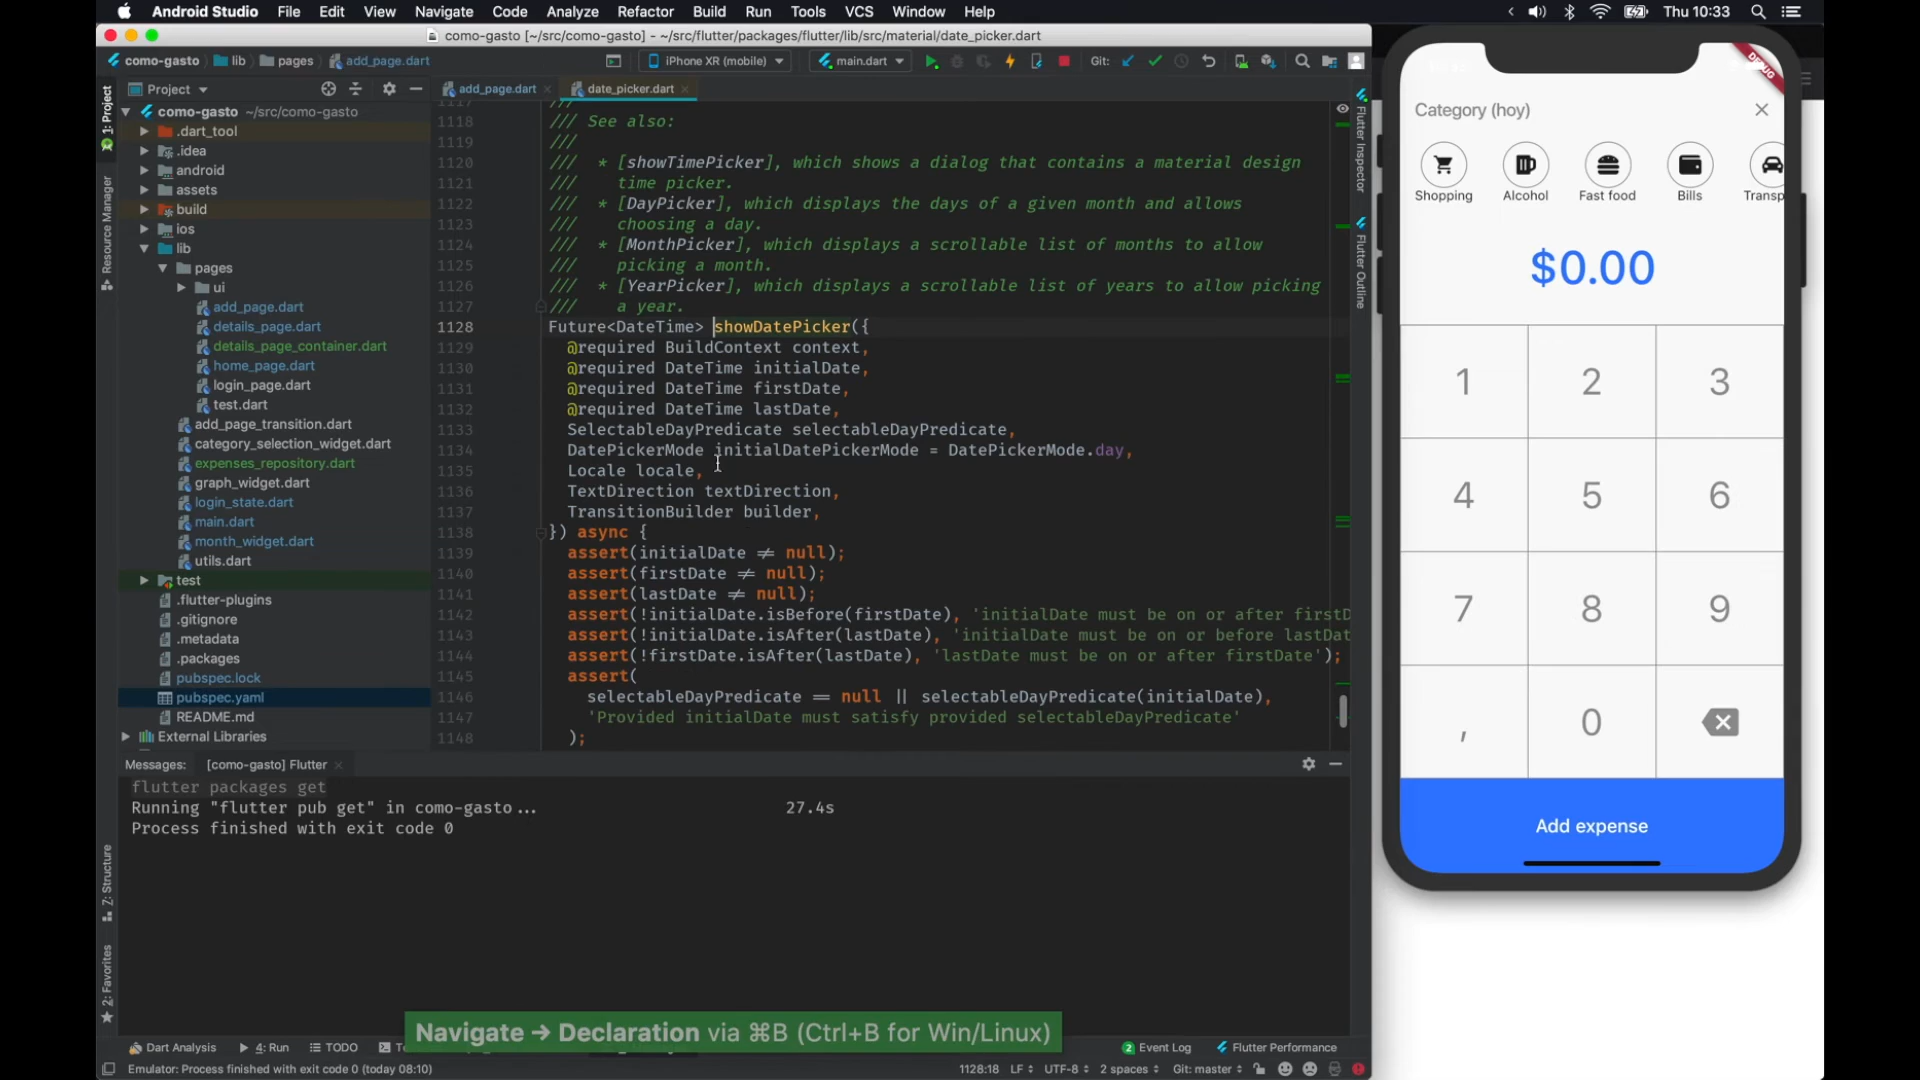 Android Studio File Edit View Navigate Code Analyze Refactor Build Run Tools VCS Window Help Thu 10:33
como-gasto [~/src/como-gasto] - ~/src/flutter/packages/flutter/lib/src/material/date_picker.dart
como-gasto lib pages add_page.dart iPhone XR (mobile) main.dart Git:
Project
add_page.dart date_picker.dart
como-gasto ~/src/como-gasto
.dart_tool
.idea
android
assets
build
ios
lib
pages
ui
add_page.dart
details_page.dart
details_page_container.dart
home_page.dart
login_page.dart
test.dart
add_page_transition.dart
category_selection_widget.dart
expenses_repository.dart
graph_widget.dart
login_state.dart
main.dart
month_widget.dart
utils.dart
test
.flutter-plugins
.gitignore
.metadata
.packages
pubspec.lock
pubspec.yaml
README.md
External Libraries
1: Project
Resource Manager
Z: Structure
2: Favorites
1117 ///
1118 /// See also:
1119 ///
1120 /// * [showTimePicker], which shows a dialog that contains a material design
1121 /// time picker.
1122 /// * [DayPicker], which displays the days of a given month and allows
1123 /// choosing a day.
1124 /// * [MonthPicker], which displays a scrollable list of months to allow
1125 /// picking a month.
1126 /// * [YearPicker], which displays a scrollable list of years to allow picking
1127 /// a year.
1128 Future<DateTime> showDatePicker({
1129 @required BuildContext context,
1130 @required DateTime initialDate,
1131 @required DateTime firstDate,
1132 @required DateTime lastDate,
1133 SelectableDayPredicate selectableDayPredicate,
1134 DatePickerMode initialDatePickerMode = DatePickerMode.day,
1135 Locale locale,
1136 TextDirection textDirection,
1137 TransitionBuilder builder,
1138 }) async {
1139 assert(initialDate ≠ null);
1140 assert(firstDate ≠ null);
1141 assert(lastDate ≠ null);
1142 assert(!initialDate.isBefore(firstDate), 'initialDate must be on or after firstD
1143 assert(!initialDate.isAfter(lastDate), 'initialDate must be on or before lastDat
1144 assert(!firstDate.isAfter(lastDate), 'lastDate must be on or after firstDate');
1145 assert(
1146 selectableDayPredicate == null || selectableDayPredicate(initialDate),
1147 'Provided initialDate must satisfy provided selectableDayPredicate'
1148 );
Flutter Inspector
Flutter Outline
Messages: [como-gasto] Flutter
flutter packages get
Running "flutter pub get" in como-gasto... 27.4s
Process finished with exit code 0
Navigate → Declaration via ⌘B (Ctrl+B for Win/Linux)
Dart Analysis 4: Run TODO 2 Event Log Flutter Performance
Emulator: Process finished with exit code 0 (today 08:10) 1128:18 LF UTF-8 2 spaces Git: master
DEBUG
Category (hoy)
Shopping Alcohol Fast food Bills Transp
$0.00
1 2 3
4 5 6
7 8 9
, 0
Add expense